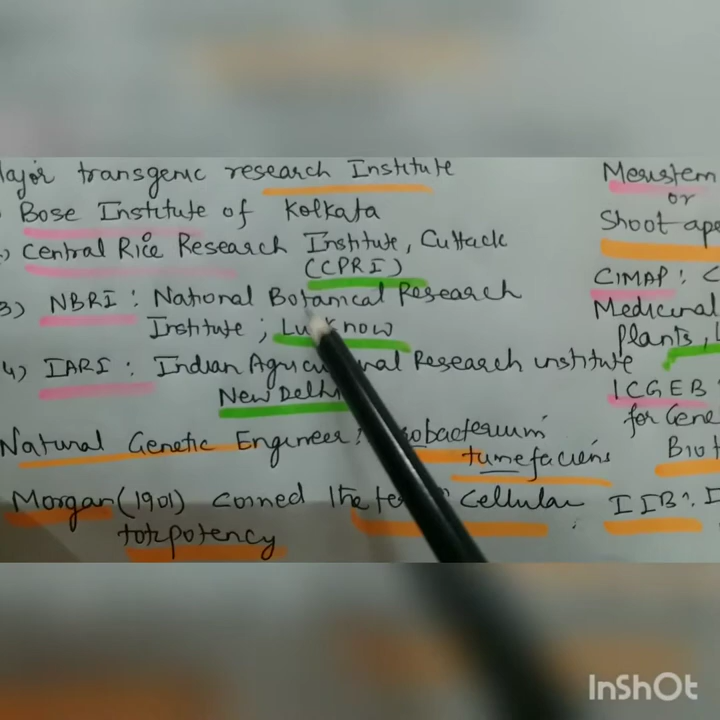 Major transgenic research Institute
Bose Institute of Kolkata
2) Central Rice Research Institute, Cuttack
(CPRI)
3) NBRI : National Botanical Research
Institute ; Lucknow
4) IARI : Indian Agricultural Research institute
New Delhi
Natural Genetic Engineer :
tumefaciens
Morgan (1901) coined the Cellular
totipotency
Meristem
or
Shoot ape
CIMAP : C
Medicinal
plants, L
ICGEB :
for Gene
Biot
IIB : I
InShOt